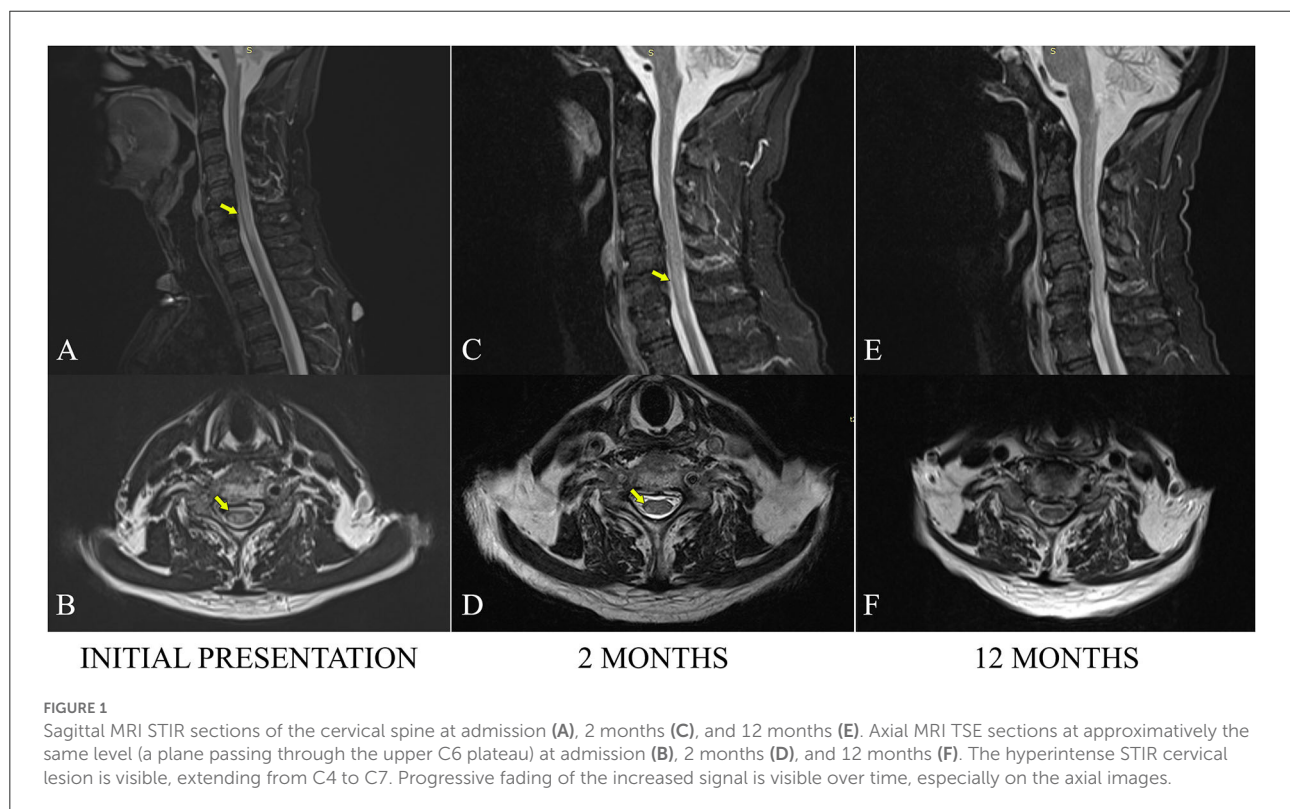 S
S
S
A
C
E
t2
B
D
F
INITIAL PRESENTATION
2 MONTHS
12 MONTHS
FIGURE 1
Sagittal MRI STIR sections of the cervical spine at admission (A), 2 months (C), and 12 months (E). Axial MRI TSE sections at approximatively the
same level (a plane passing through the upper C6 plateau) at admission (B), 2 months (D), and 12 months (F). The hyperintense STIR cervical
lesion is visible, extending from C4 to C7. Progressive fading of the increased signal is visible over time, especially on the axial images.